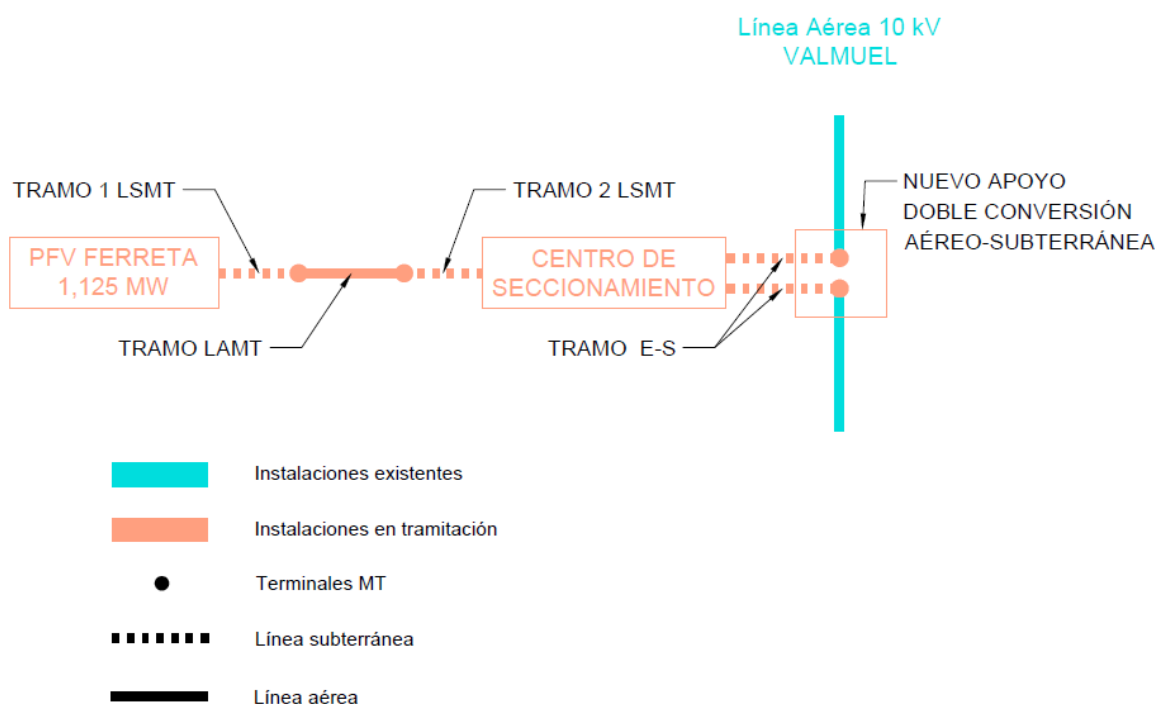 Línea Aérea 10 kV
VALMUEL
TRAMO 1 LSMT
TRAMO 2 LSMT
NUEVO APOYO
DOBLE CONVERSIÓN
AÉREO-SUBTERRÁNEA
PFV FERRETA
1,125 MW
CENTRO DE
SECCIONAMIENTO
TRAMO LAMT
TRAMO E-S
Instalaciones existentes
Instalaciones en tramitación
Terminales MT
Línea subterránea
Línea aérea